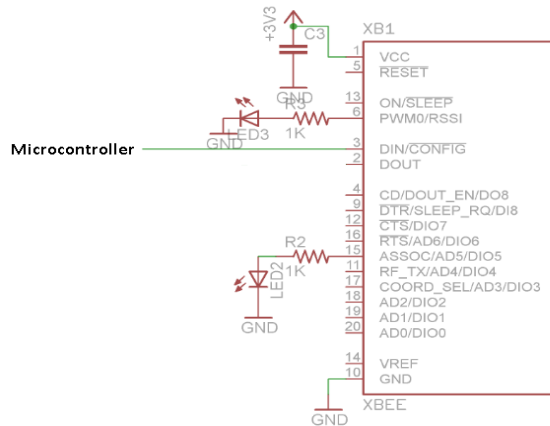 +3V3
C3
GND
XB1
1 VCC
5 RESET
13 ON/SLEEP
6 PWM0/RSSI
R3
1K
LED3
GND
Microcontroller
3 DIN/CONFIG
2 DOUT
4 CD/DOUT_EN/DO8
9 DTR/SLEEP_RQ/DI8
12 CTS/DIO7
16 RTS/AD6/DIO6
15 ASSOC/AD5/DIO5
11 RF_TX/AD4/DIO4
17 COORD_SEL/AD3/DIO3
18 AD2/DIO2
19 AD1/DIO1
20 AD0/DIO0
R2
1K
LED2
GND
14 VREF
10 GND
GND
XBEE